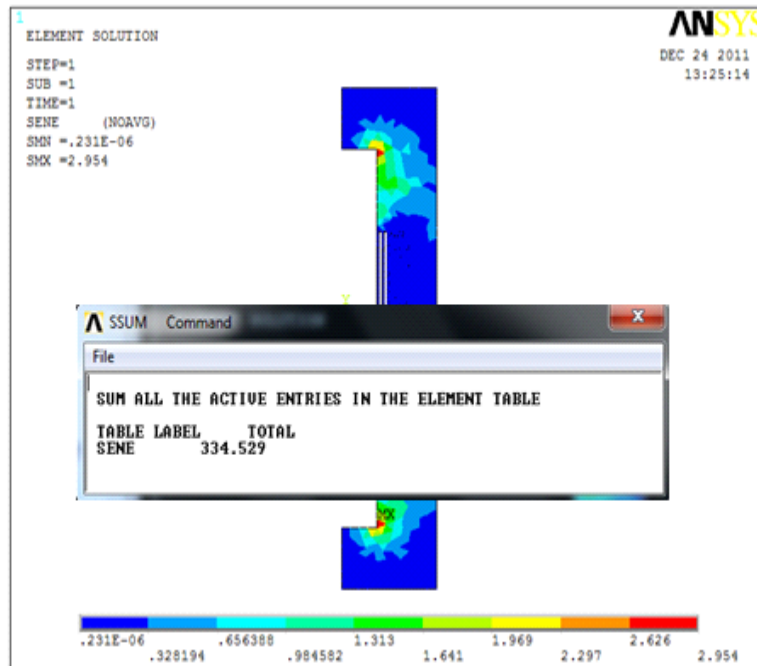 1
ELEMENT SOLUTION
STEP=1
SUB =1
TIME=1
SENE (NOAVG)
SMN =.231E-06
SMX =2.954
ANSYS
DEC 24 2011
13:25:14
Y
SSUM Command
X
File
SUM ALL THE ACTIVE ENTRIES IN THE ELEMENT TABLE
TABLE LABEL TOTAL
SENE 334.529
MX
.231E-06 .656388 1.313 1.969 2.626
.328194 .984582 1.641 2.297 2.954